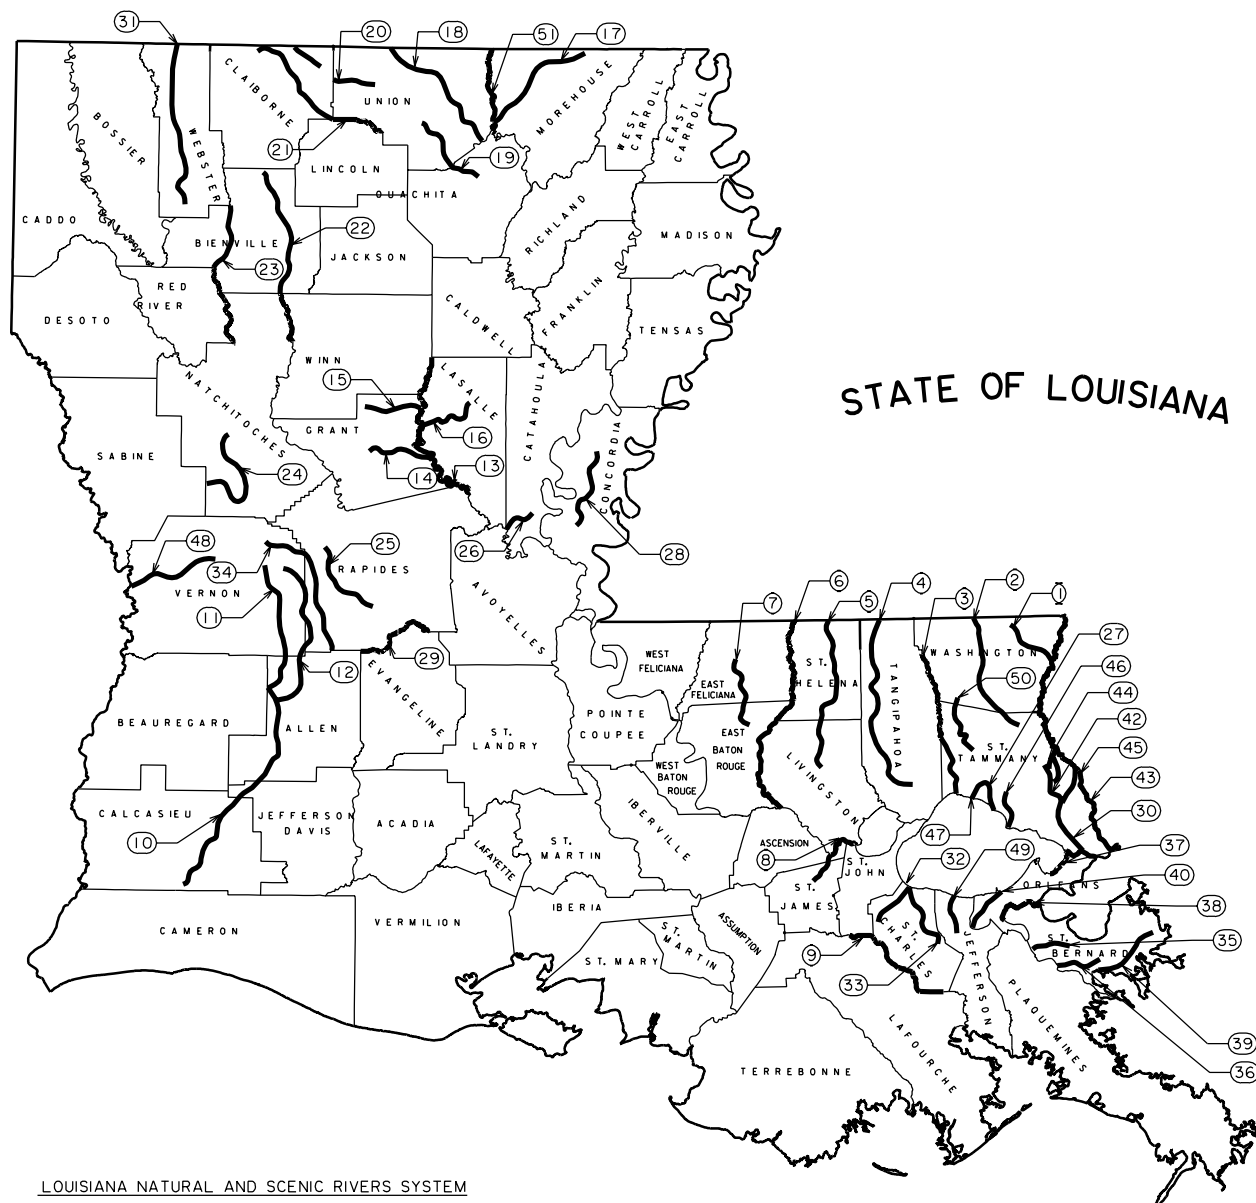 31
20
18
51
17
CLAIBORNE
UNION
MOREHOUSE
WEST
CARROLL
EAST
CARROLL
BOSSIER
WEBSTER
21
LINCOLN
19
OUACHITA
CADDO
22
RICHLAND
MADISON
BIENVILLE
JACKSON
23
RED
RIVER
CALDWELL
FRANKLIN
DESOTO
TENSAS
WINN
15
LASALLE
STATE OF LOUISIANA
NATCHITOCHES
GRANT
16
CATAHOULA
CONCORDIA
SABINE
24
14
13
48
34
25
26
28
RAPIDES
VERNON
11
AVOYELLES
7
6
5
4
3
2
1
27
12
29
WEST
FELICIANA
EAST
FELICIANA
ST.
HELENA
TANGIPAHOA
WASHINGTON
46
50
44
EVANGELINE
BEAUREGARD
ALLEN
ST.
LANDRY
POINTE
COUPEE
EAST
BATON
ROUGE
42
45
ST.
TAMMANY
WEST
BATON
ROUGE
LIVINGSTON
43
CALCASIEU
JEFFERSON
DAVIS
ACADIA
IBERVILLE
30
10
LAFAYETTE
ST.
MARTIN
ASCENSION
8
47
ST.
JOHN
32
49
37
40
ORLEANS
ST.
JAMES
38
VERMILION
IBERIA
ASSUMPTION
CAMERON
ST.
MARTIN
ST. MARY
9
33
ST.
CHARLES
JEFFERSON
ST.
BERNARD
35
PLAQUEMINES
39
36
LAFOURCHE
TERREBONNE
LOUISIANA NATURAL AND SCENIC RIVERS SYSTEM